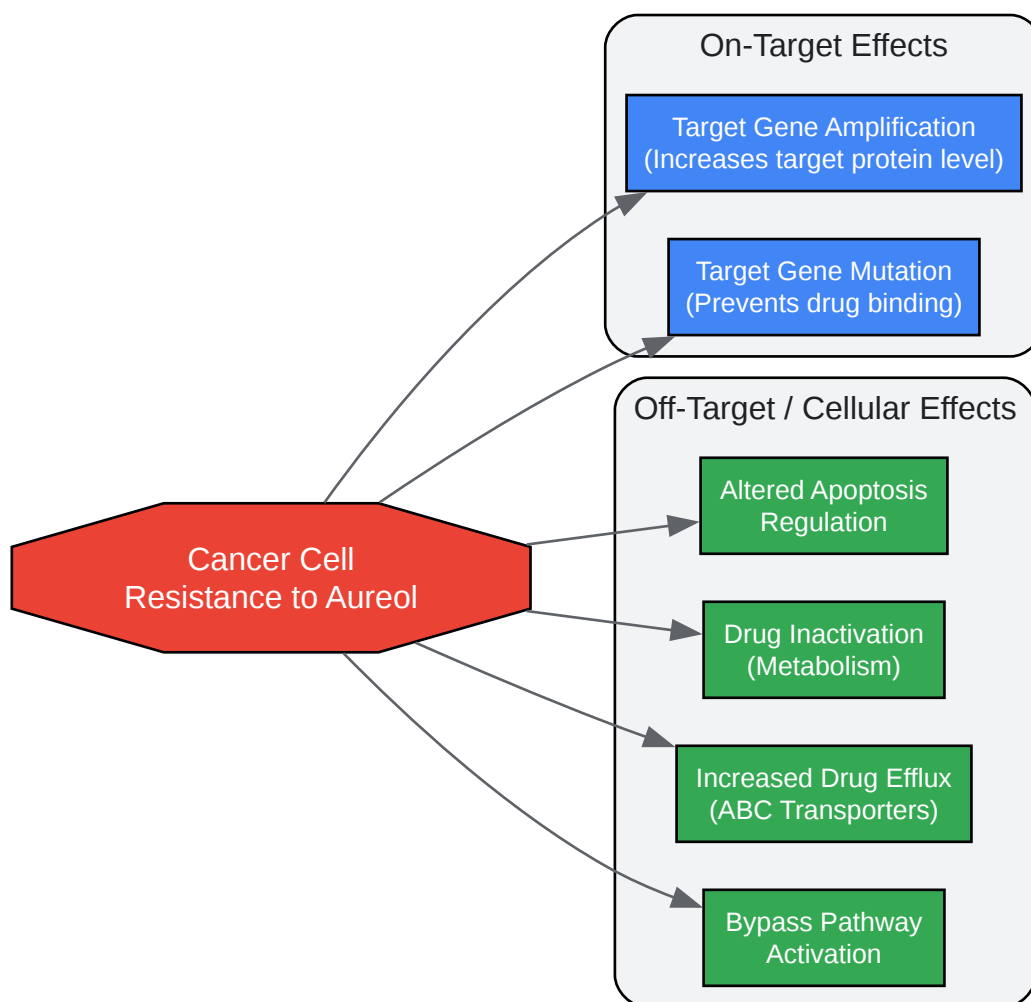 On-Target Effects
Target Gene Amplification
(Increases target protein level)
Target Gene Mutation
(Prevents drug binding)
Off-Target / Cellular Effects
Altered Apoptosis
Regulation
Cancer Cell
Resistance to Aureol
Drug Inactivation
(Metabolism)
Increased Drug Efflux
(ABC Transporters)
Bypass Pathway
Activation